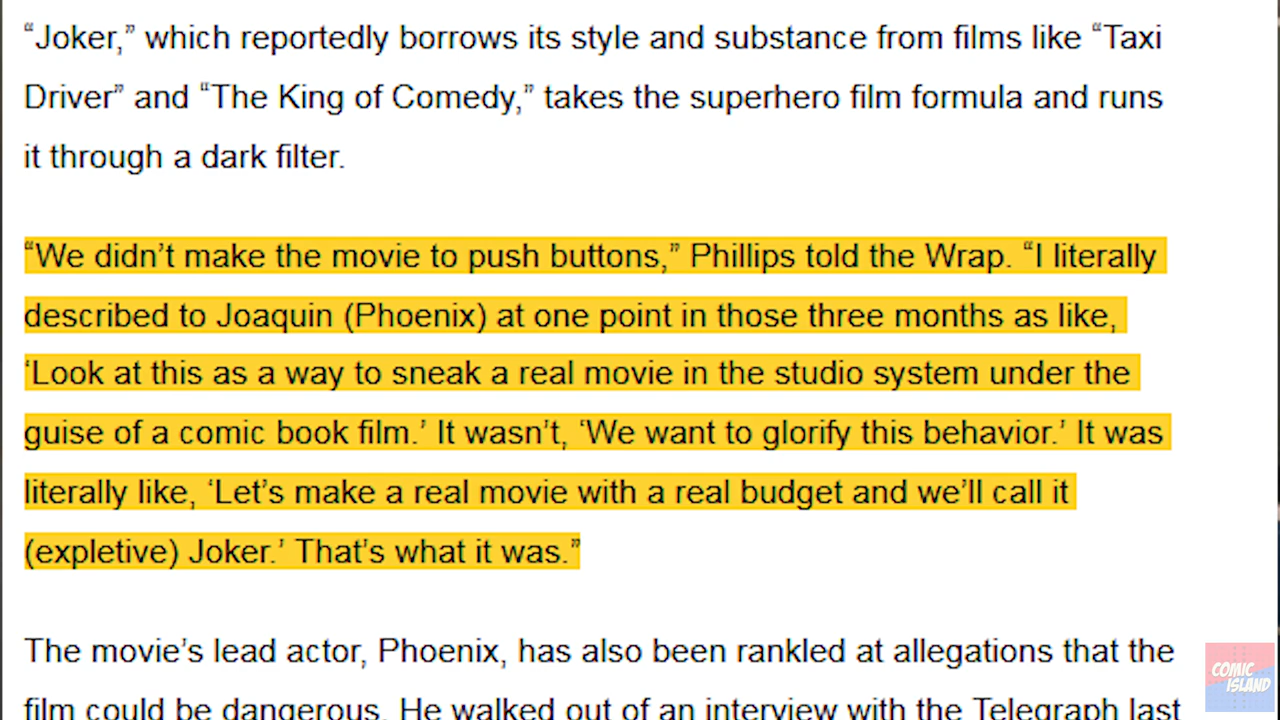 “Joker,” which reportedly borrows its style and substance from films like “Taxi
Driver” and “The King of Comedy,” takes the superhero film formula and runs
it through a dark filter.
“We didn’t make the movie to push buttons,” Phillips told the Wrap. “I literally
described to Joaquin (Phoenix) at one point in those three months as like,
‘Look at this as a way to sneak a real movie in the studio system under the
guise of a comic book film.’ It wasn’t, ‘We want to glorify this behavior.’ It was
literally like, ‘Let’s make a real movie with a real budget and we’ll call it
(expletive) Joker.’ That’s what it was.”
The movie’s lead actor, Phoenix, has also been rankled at allegations that the
film could be dangerous. He walked out of an interview with the Telegraph last
COMIC
ISLAND